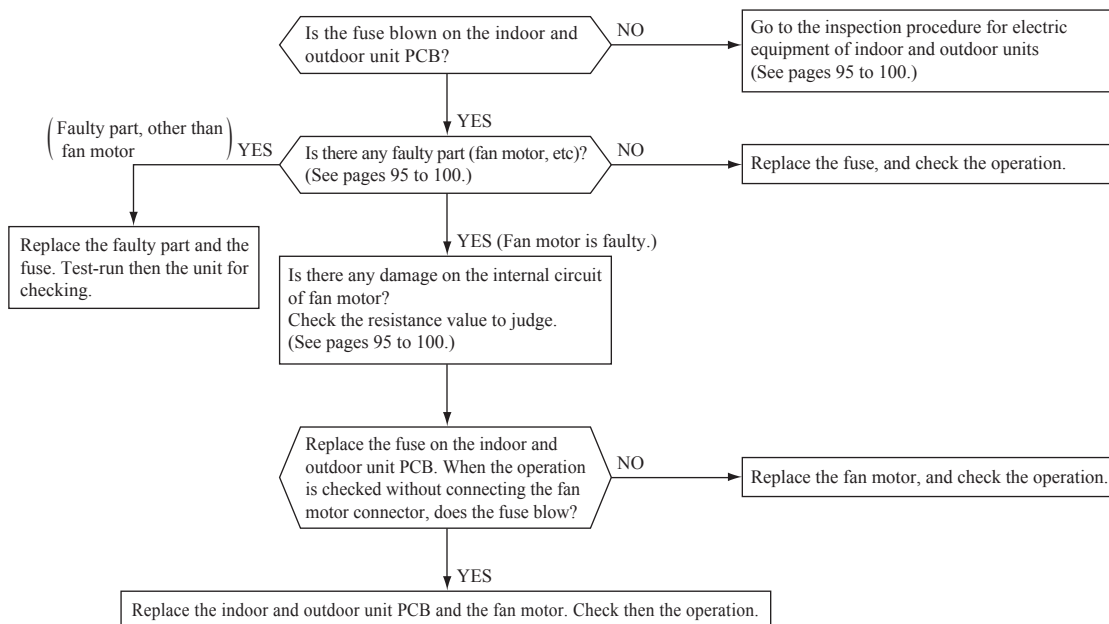 Is the fuse blown on the indoor and
outdoor unit PCB?
NO
Go to the inspection procedure for electric
equipment of indoor and outdoor units
(See pages 95 to 100.)
YES
(Faulty part, other than
fan motor)
YES
Is there any faulty part (fan motor, etc)?
(See pages 95 to 100.)
NO
Replace the fuse, and check the operation.
Replace the faulty part and the
fuse. Test-run then the unit for
checking.
YES (Fan motor is faulty.)
Is there any damage on the internal circuit
of fan motor?
Check the resistance value to judge.
(See pages 95 to 100.)
Replace the fuse on the indoor and
outdoor unit PCB. When the operation
is checked without connecting the fan
motor connector, does the fuse blow?
NO
Replace the fan motor, and check the operation.
YES
Replace the indoor and outdoor unit PCB and the fan motor. Check then the operation.